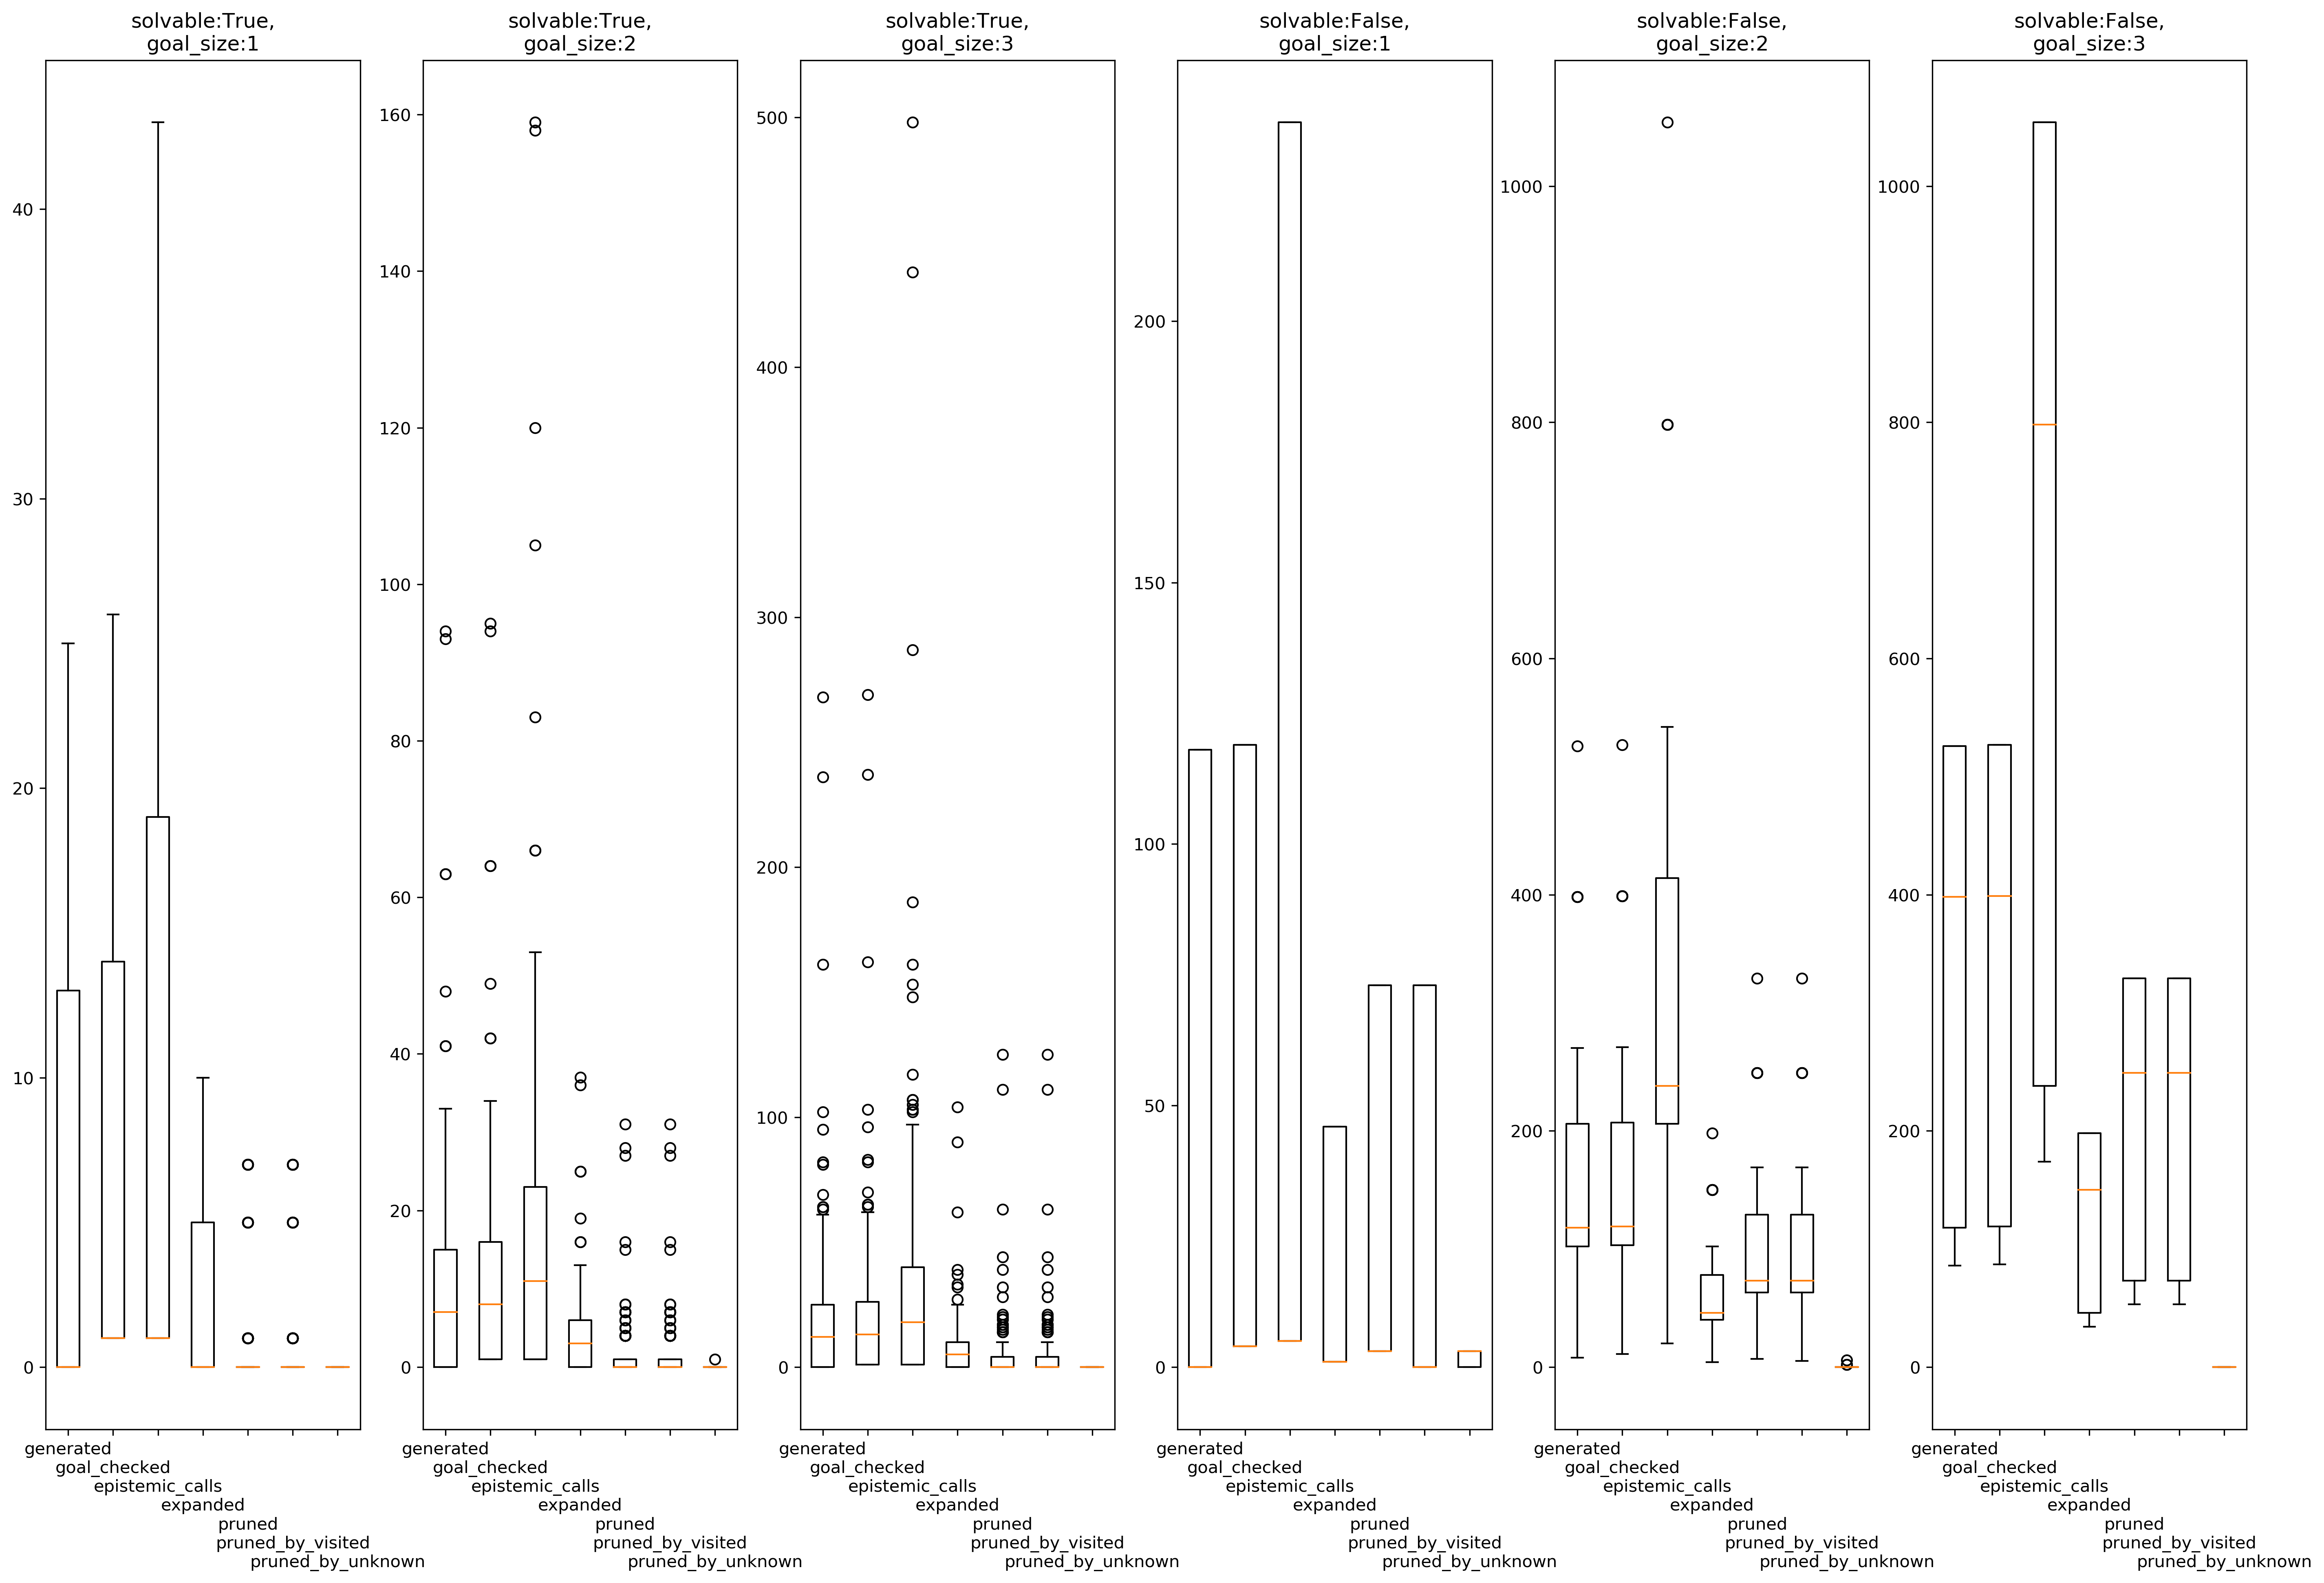 solvable:True,
goal_size:1
40
30
20
10
0
generated
goal_checked
epistemic_calls
expanded
pruned
pruned_by_visited
pruned_by_unknown
solvable:True,
goal_size:2
160
140
120
100
80
60
40
20
0
generated
goal_checked
epistemic_calls
expanded
pruned
pruned_by_visited
pruned_by_unknown
solvable:True,
goal_size:3
500
400
300
200
100
0
generated
goal_checked
epistemic_calls
expanded
pruned
pruned_by_visited
pruned_by_unknown
solvable:False,
goal_size:1
200
150
100
50
0
generated
goal_checked
epistemic_calls
expanded
pruned
pruned_by_visited
pruned_by_unknown
solvable:False,
goal_size:2
1000
800
600
400
200
0
generated
goal_checked
epistemic_calls
expanded
pruned
pruned_by_visited
pruned_by_unknown
solvable:False,
goal_size:3
1000
800
600
400
200
0
generated
goal_checked
epistemic_calls
expanded
pruned
pruned_by_visited
pruned_by_unknown